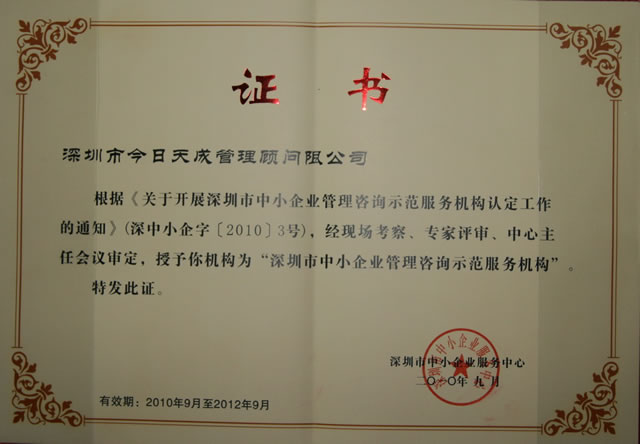 证书
深圳市今日天成管理顾问限公司
根据《关于开展深圳市中小企业管理咨询示范服务机构认定工作
的通知》(深中小企字〔2010〕3号)，经现场考察、专家评审、中心主
任会议审定，授予你机构为“深圳市中小企业管理咨询示范服务机构”。
特发此证。
深圳市中小企业服务中心
二〇一〇年九月
有效期：2010年9月至2012年9月